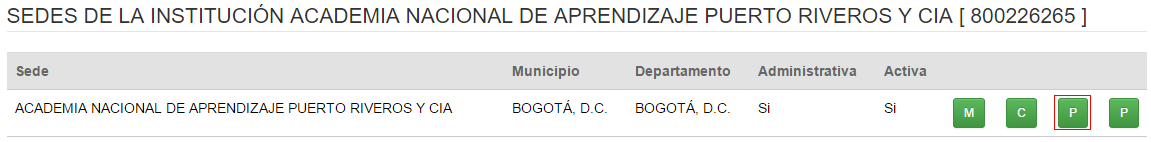 SEDES DE LA INSTITUCIÓN ACADEMIA NACIONAL DE APRENDIZAJE PUERTO RIVEROS Y CIA [ 800226265 ]
Sede Municipio Departamento Administrativa Activa
ACADEMIA NACIONAL DE APRENDIZAJE PUERTO RIVEROS Y CIA BOGOTÁ, D.C. BOGOTÁ, D.C. Si Si M C P P